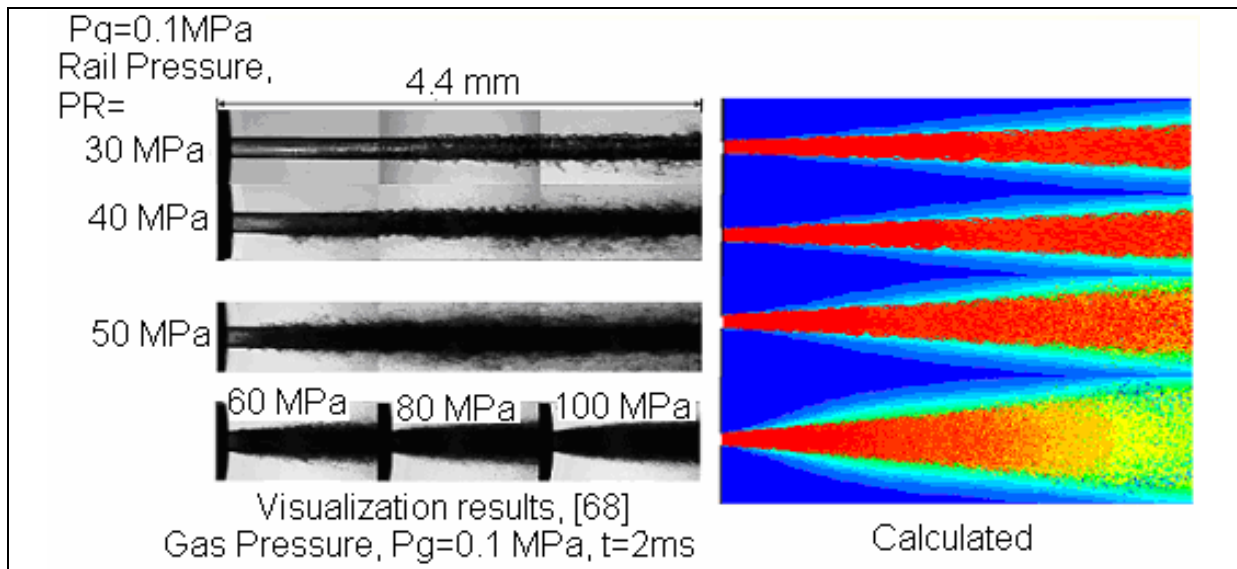 Pg=0.1MPa
Rail Pressure,
PR=
4.4 mm
30 MPa
40 MPa
50 MPa
60 MPa
80 MPa
100 MPa
Visualization results, [68]
Gas Pressure, Pg=0.1 MPa, t=2ms
Calculated